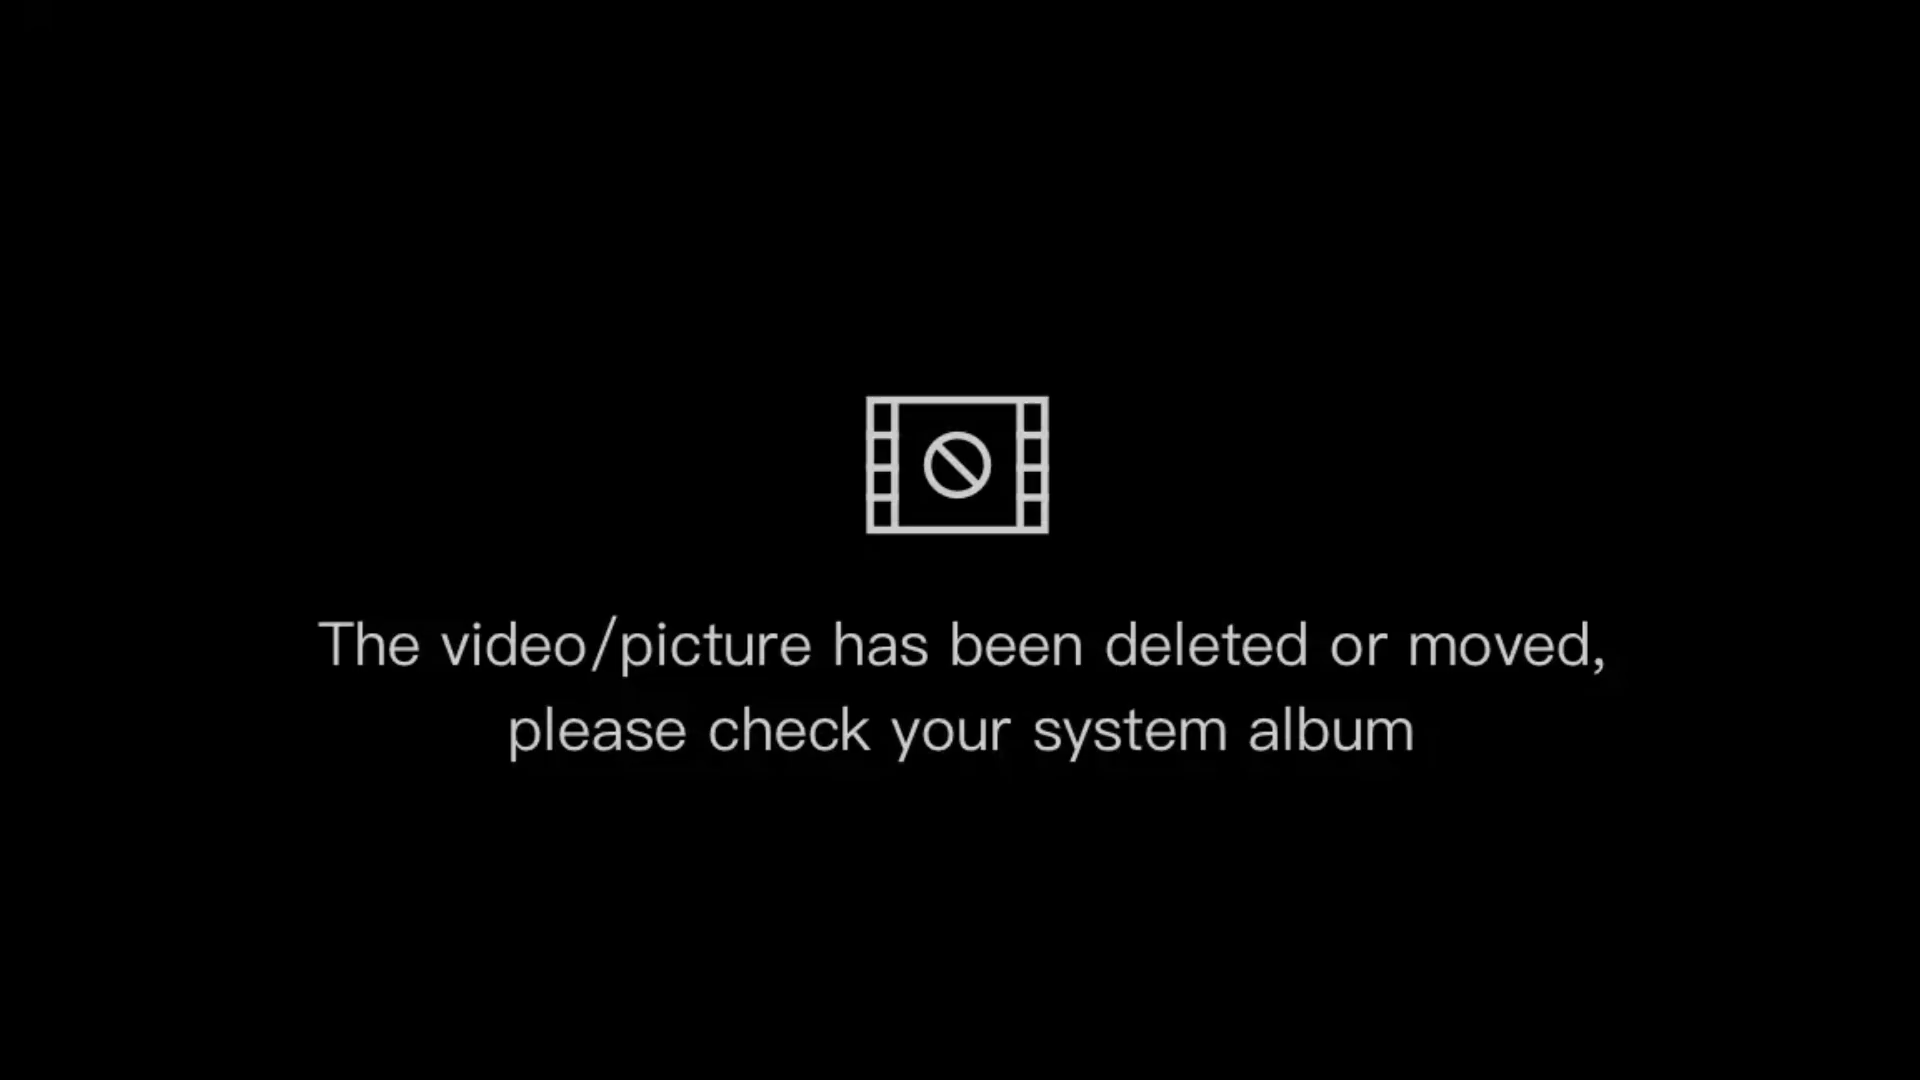 The video/picture has been deleted or moved,
please check your system album